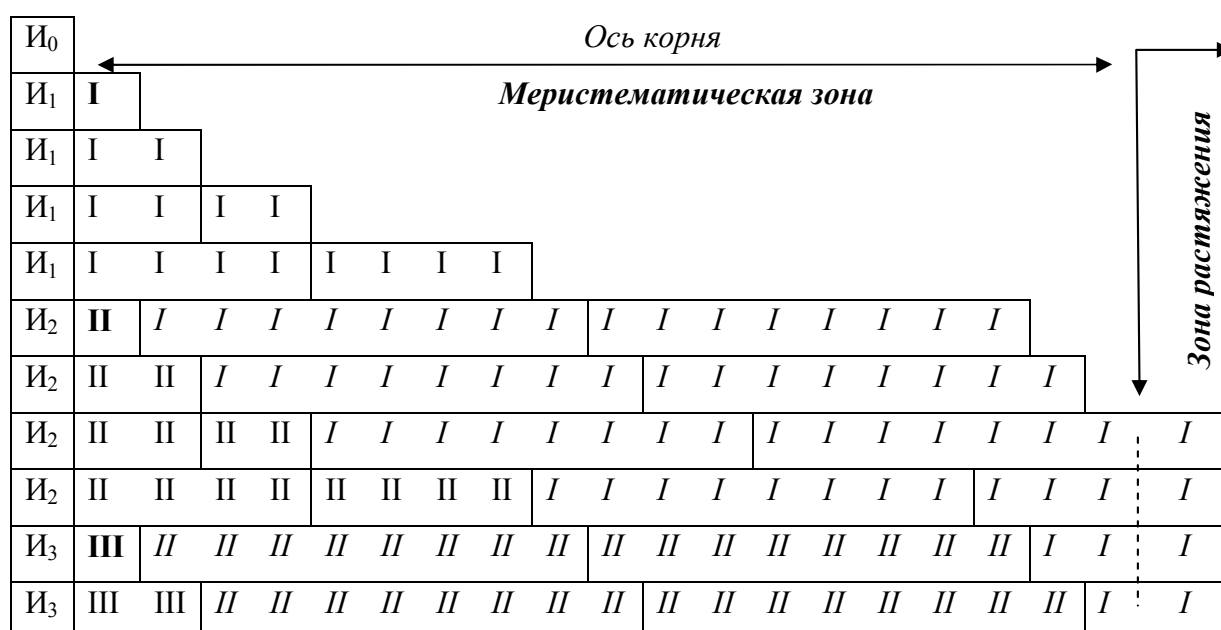 И₀ Ось корня
И₁ I Меристематическая зона
И₁ I I
И₁ I I I I
И₁ I I I I I I I I
И₂ II I I I I I I I I I I I I I I I I
И₂ II II I I I I I I I I I I I I I I I I
И₂ II II II II I I I I I I I I I I I I I I I I
И₂ II II II II II II II II I I I I I I I I I I I I
И₃ III II II II II II II II II II II II II II II II II I I I
И₃ III III II II II II II II II II II II II II II II II II I I
Зона растяжения